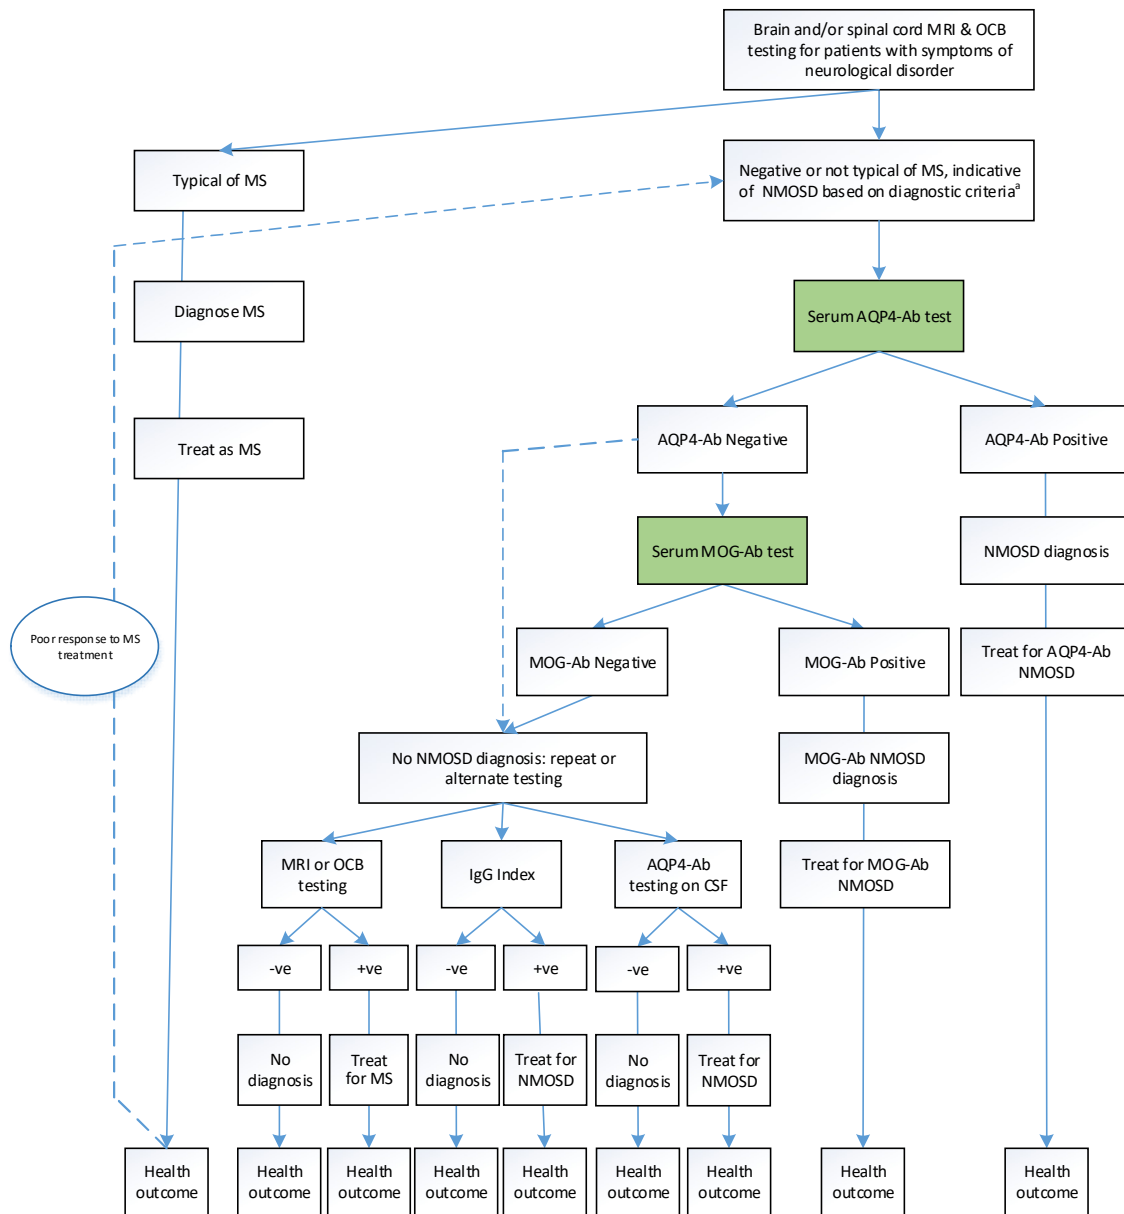 Brain and/or spinal cord MRI & OCB
testing for patients with symptoms of
neurological disorder
Typical of MS
Negative or not typical of MS, indicative
of NMOSD based on diagnostic criteriaᵃ
Diagnose MS
Serum AQP4-Ab test
Treat as MS
AQP4-Ab Negative
AQP4-Ab Positive
Serum MOG-Ab test
NMOSD diagnosis
Poor response to MS
treatment
MOG-Ab Negative
MOG-Ab Positive
Treat for AQP4-Ab
NMOSD
No NMOSD diagnosis: repeat or
alternate testing
MOG-Ab NMOSD
diagnosis
MRI or OCB
testing
IgG Index
AQP4-Ab
testing on CSF
Treat for MOG-Ab
NMOSD
-ve
+ve
-ve
+ve
-ve
+ve
No
diagnosis
Treat
for MS
No
diagnosis
Treat for
NMOSD
No
diagnosis
Treat for
NMOSD
Health
outcome
Health
outcome
Health
outcome
Health
outcome
Health
outcome
Health
outcome
Health
outcome
Health
outcome
Health
outcome